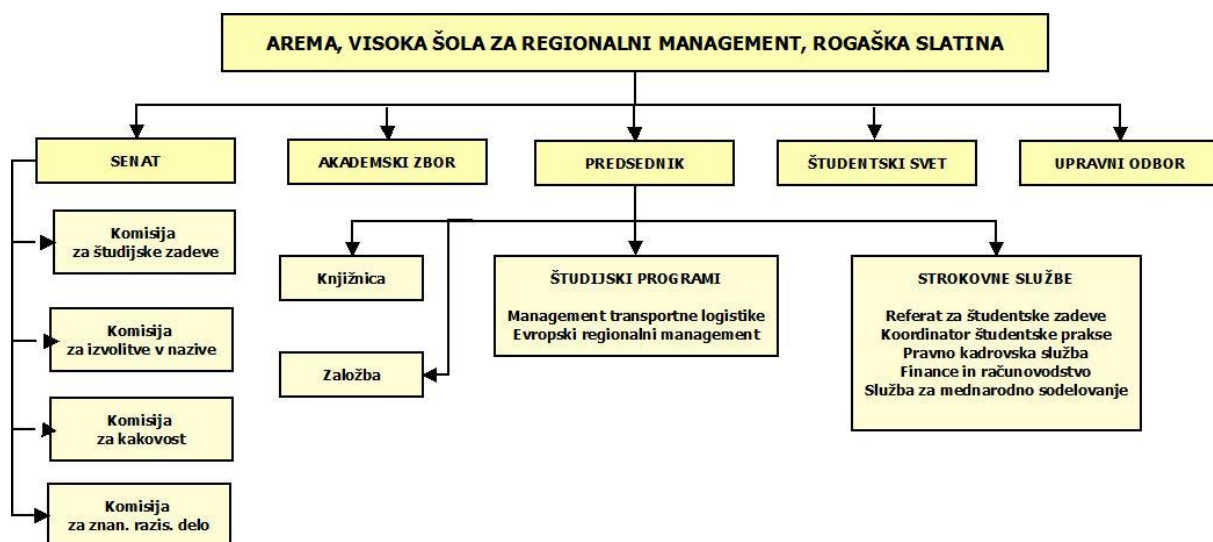 AREMA, VISOKA ŠOLA ZA REGIONALNI MANAGEMENT, ROGAŠKA SLATINA
SENAT
AKADEMSKI ZBOR
PREDSEDNIK
ŠTUDENTSKI SVET
UPRAVNI ODBOR
Komisija
za študijske zadeve
Komisija
za izvolitve v nazive
Komisija
za kakovost
Komisija
za znan. razis. delo
Knjižnica
Založba
ŠTUDIJSKI PROGRAMI
Management transportne logistike
Evropski regionalni management
STROKOVNE SLUŽBE
Referat za študentske zadeve
Koordinator študentske prakse
Pravno kadrovska služba
Finance in računovodstvo
Služba za mednarodno sodelovanje